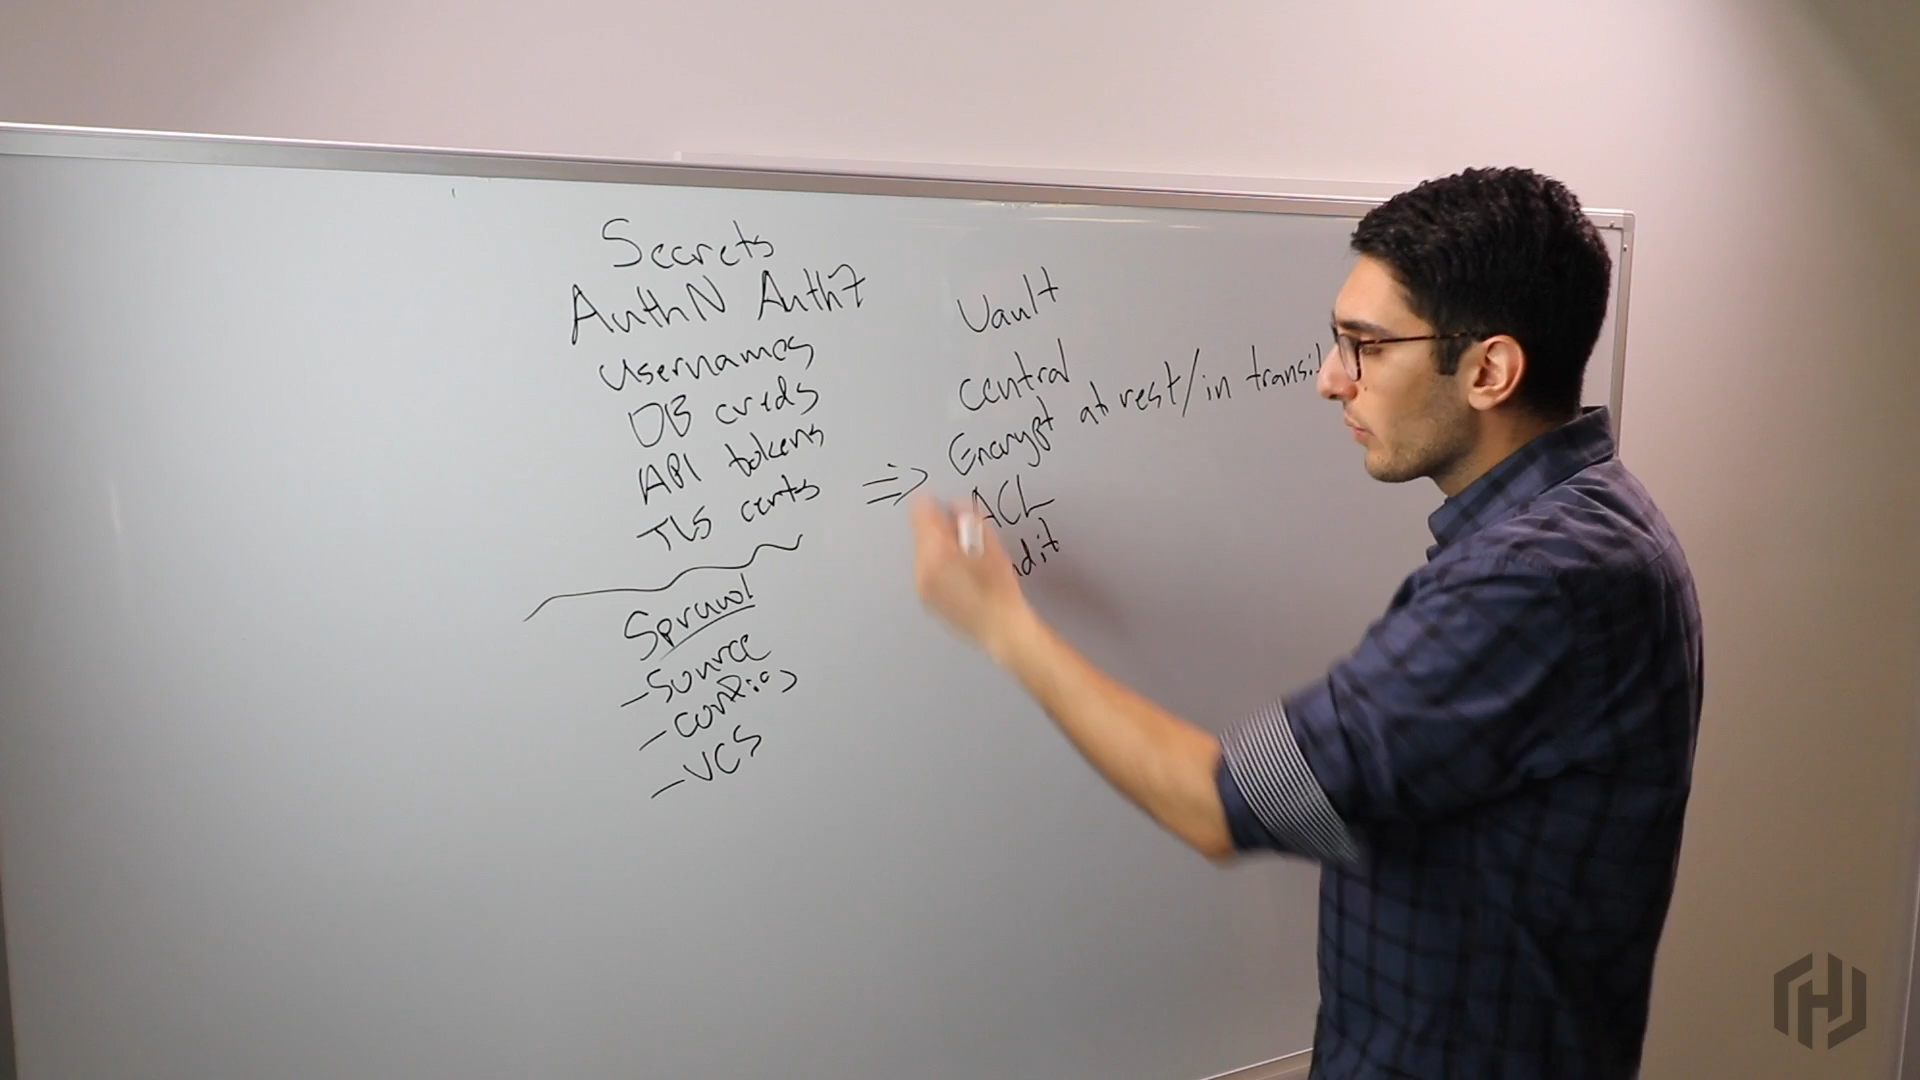 Secrets
AuthN AuthZ
Usernames
DB creds
API tokens
TLS certs
Sprawl
- Source
- Config
- VCS
⇒
Vault
Central
Encrypt at rest/in transit
ACL